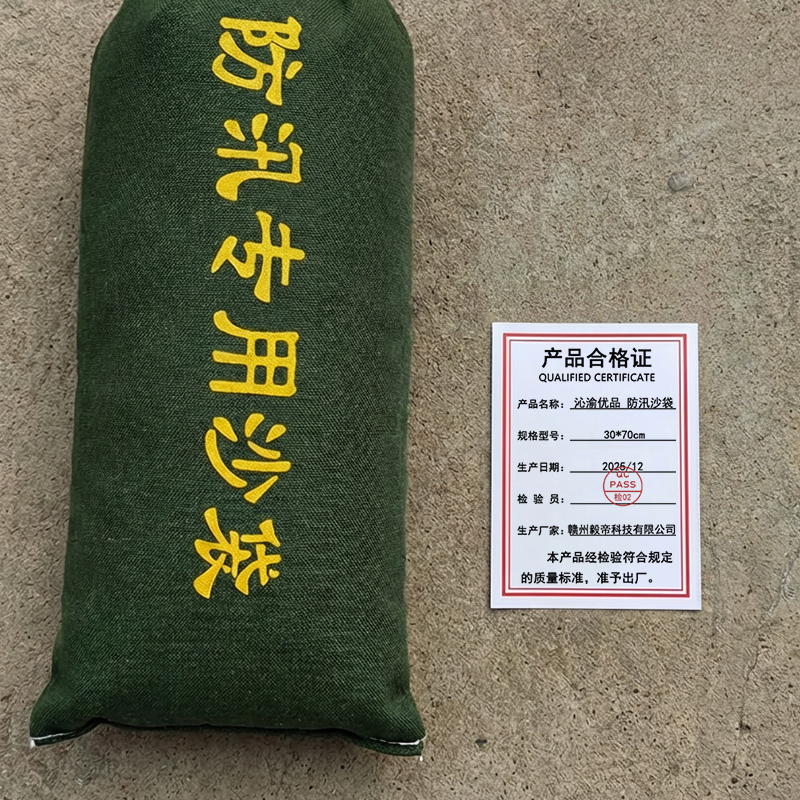 防汛专用沙袋
产品合格证
QUALIFIED CERTIFICATE
产品名称： 沁渝优品 防汛沙袋
规格型号： 30*70cm
生产日期： 2025/12
QC
PASS
检02
检 验 员：
生产厂家： 赣州毅帝科技有限公司
本产品经检验符合规定
的质量标准，准予出厂。